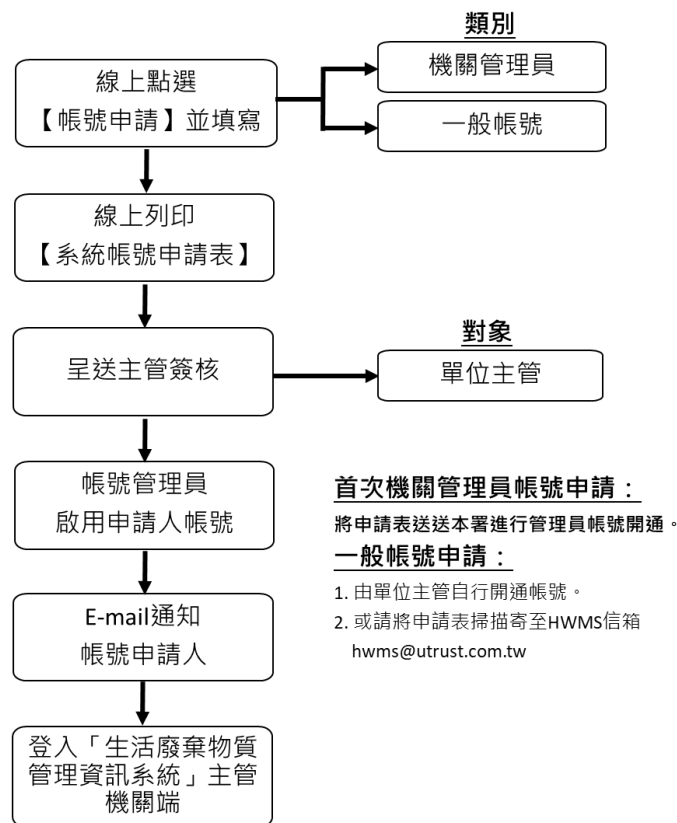 類別
線上點選
【帳號申請】並填寫
機關管理員
一般帳號
線上列印
【系統帳號申請表】
對象
呈送主管簽核
單位主管
帳號管理員
啟用申請人帳號
首次機關管理員帳號申請：
將申請表送送本署進行管理員帳號開通。
一般帳號申請：
1. 由單位主管自行開通帳號。
2. 或請將申請表掃描寄至HWMS信箱
hwms@utrust.com.tw
E-mail通知
帳號申請人
登入「生活廢棄物質
管理資訊系統」主管
機關端